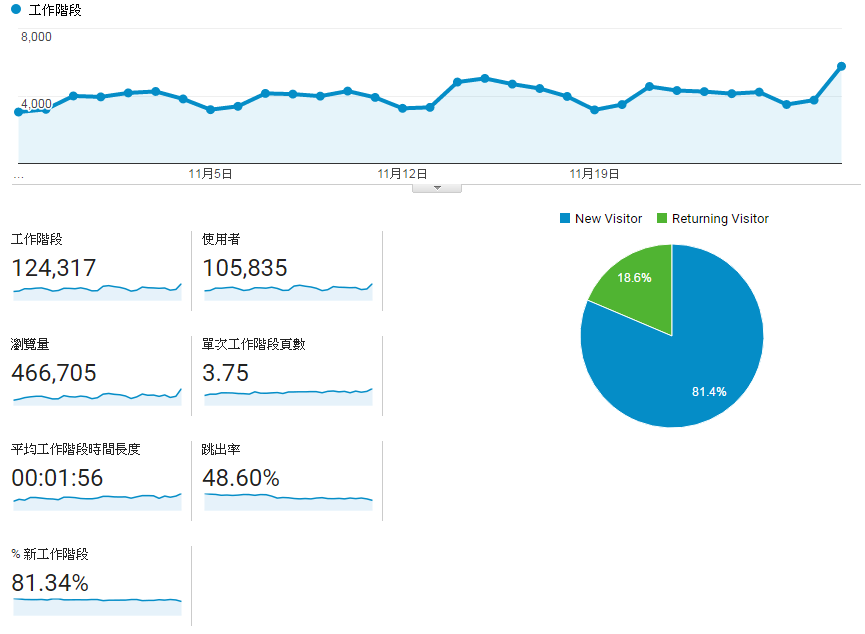 工作階段
8,000
4,000
...
11月5日
11月12日
11月19日
New Visitor
Returning Visitor
工作階段
使用者
124,317
105,835
瀏覽量
單次工作階段頁數
466,705
3.75
平均工作階段時間長度
跳出率
00:01:56
48.60%
% 新工作階段
81.34%
18.6%
81.4%